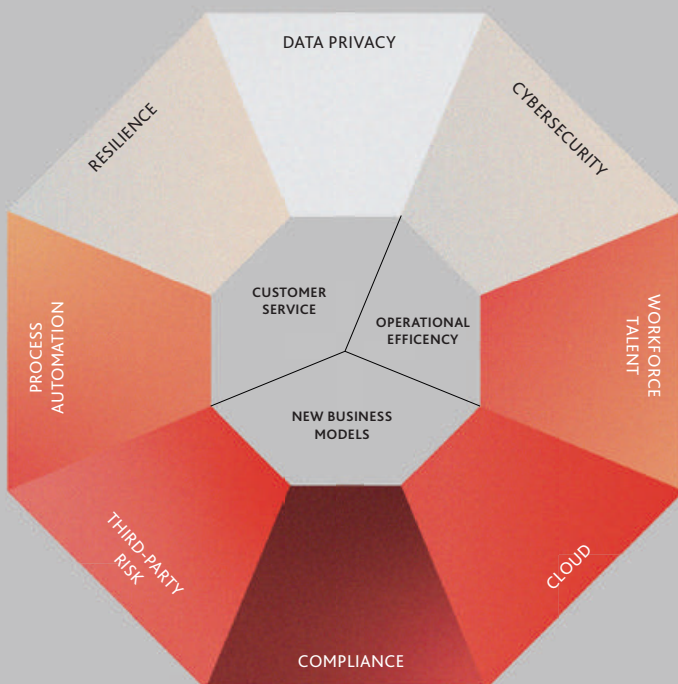 DATA PRIVACY
CYBERSECURITY
WORKFORCE
TALENT
CLOUD
COMPLIANCE
THIRD-PARTY
RISK
PROCESS
AUTOMATION
RESILIENCE
CUSTOMER
SERVICE
OPERATIONAL
EFFICENCY
NEW BUSINESS
MODELS